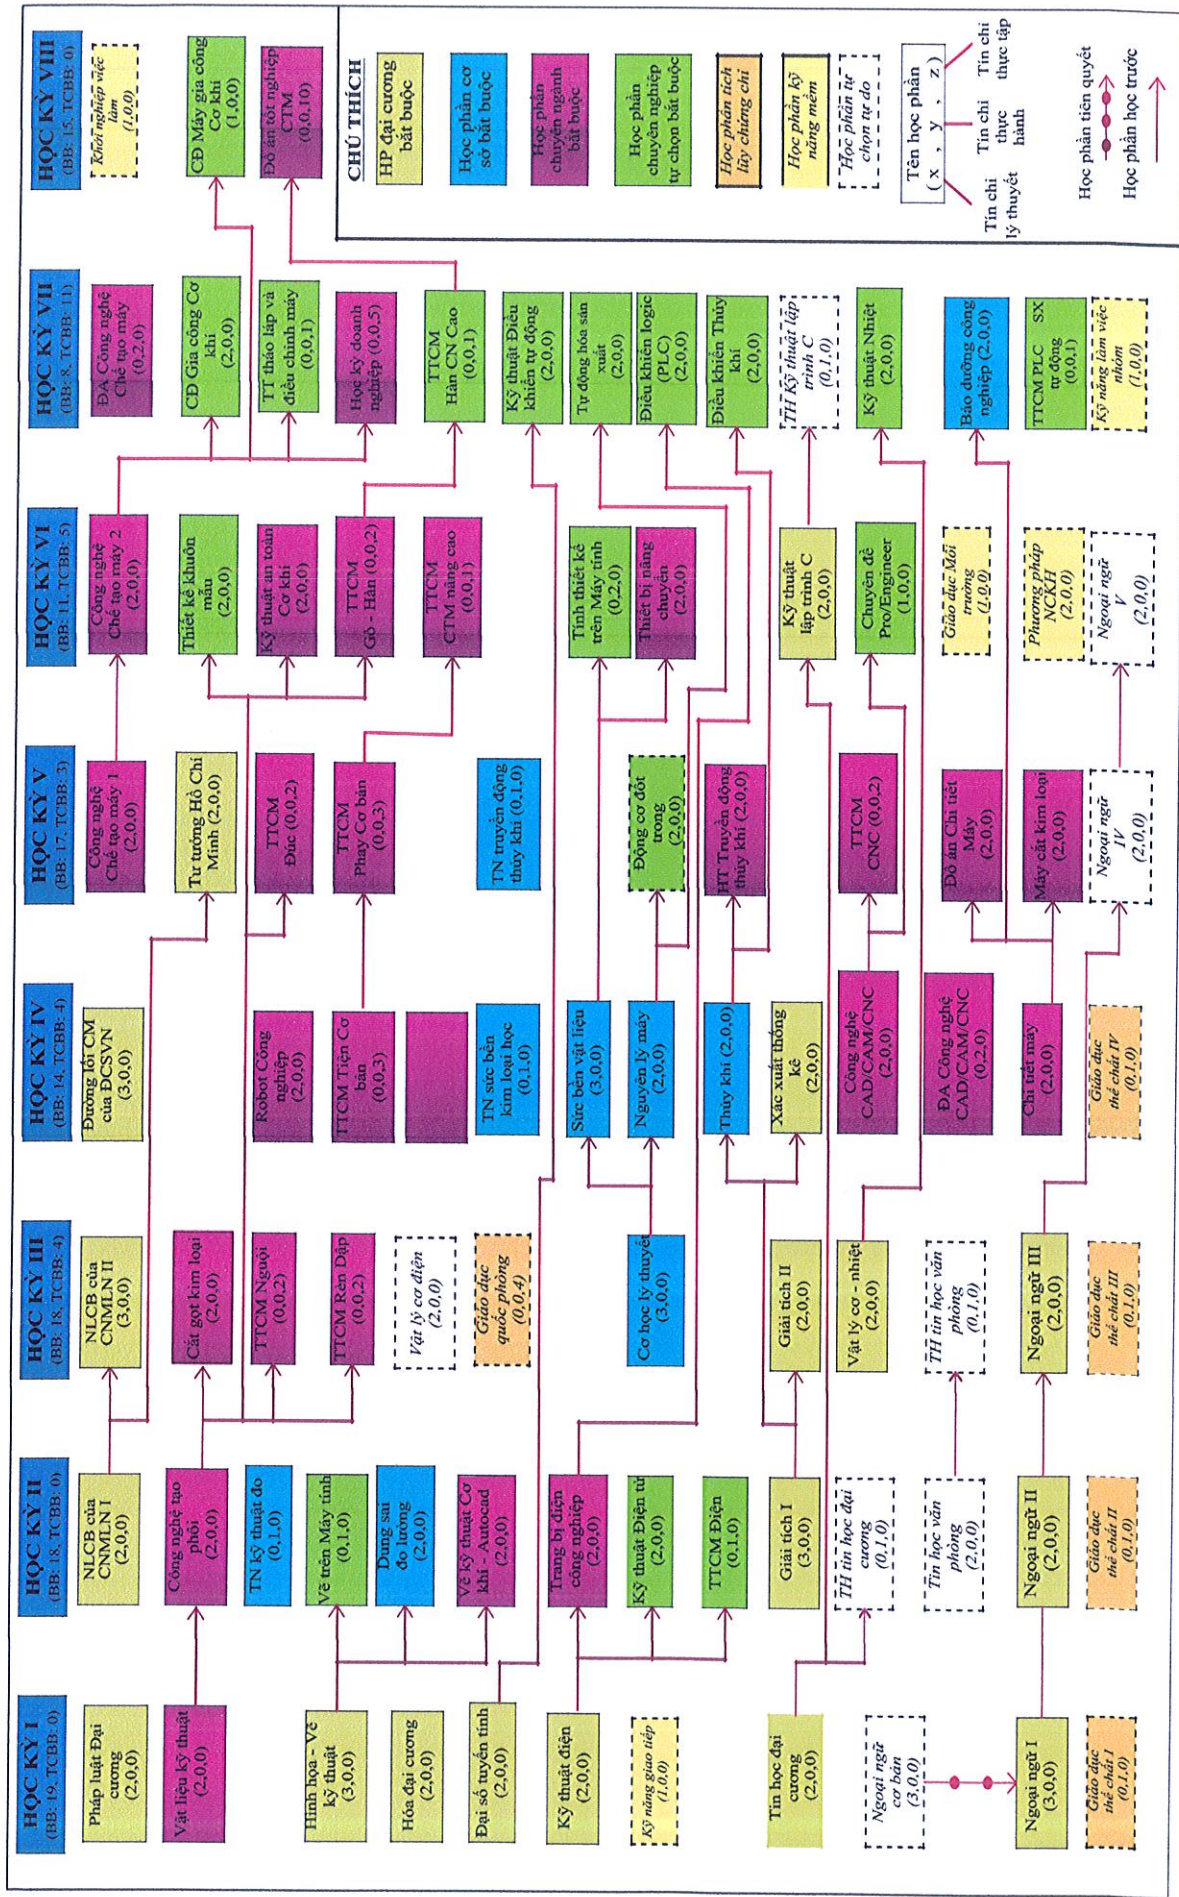 HỌC KỲ I
(BB: 19, TCBB: 0)
Pháp luật Đại
cương
(2,0,0)
Vật liệu kỹ thuật
(2,0,0)
Hình họa - Vẽ
kỹ thuật
(3,0,0)
Hóa đại cương
(2,0,0)
Đại số tuyến tính
(2,0,0)
Kỹ thuật điện
(2,0,0)
Kỹ năng giao tiếp
(1,0,0)
Tin học đại
cương
(2,0,0)
Ngoại ngữ
cơ bản
(3,0,0)
Ngoại ngữ I
(3,0,0)
Giáo dục
thể chất I
(0,1,0)
HỌC KỲ II
(BB: 18, TCBB: 0)
NLCB của
CNMLN I
(2,0,0)
Công nghệ tạo
phôi
(2,0,0)
TN kỹ thuật đo
(0,1,0)
Vẽ trên Máy tính
(0,1,0)
Dung sai
đo lường
(2,0,0)
Vẽ kỹ thuật Cơ
khí - Autocad
(2,0,0)
Trang bị điện
công nghiệp
(2,0,0)
Kỹ thuật Điện tử
(2,0,0)
TTCM Điện
(0,1,0)
Giải tích I
(3,0,0)
TH tin học đại
cương
(0,1,0)
Tin học văn
phòng
(2,0,0)
Ngoại ngữ II
(2,0,0)
Giáo dục
thể chất II
(0,1,0)
HỌC KỲ III
(BB: 18, TCBB: 4)
NLCB của
CNMLN II
(3,0,0)
Cắt gọt kim loại
(2,0,0)
TTCM Nguội
(0,0,2)
TTCM Rèn Dập
(0,0,2)
Vật lý cơ điện
(2,0,0)
Giáo dục
quốc phòng
(0,0,4)
Cơ học lý thuyết
(3,0,0)
Giải tích II
(2,0,0)
Vật lý cơ - nhiệt
(2,0,0)
TH tin học văn
phòng
(0,1,0)
Ngoại ngữ III
(2,0,0)
Giáo dục
thể chất III
(0,1,0)
HỌC KỲ IV
(BB: 14, TCBB: 4)
Đường lối CM
của ĐCSVN
(3,0,0)
Robot Công
nghiệp
(2,0,0)
TTCM Tiện Cơ
bản
(0,0,3)
TN sức bền
kim loại học
(0,1,0)
Sức bền vật liệu
(3,0,0)
Nguyên lý máy
(2,0,0)
Thủy khí (2,0,0)
Xác xuất thống
kê
(2,0,0)
Công nghệ
CAD/CAM/CNC
(2,0,0)
ĐA Công nghệ
CAD/CAM/CNC
(0,2,0)
Chi tiết máy
(2,0,0)
Giáo dục
thể chất IV
(0,1,0)
HỌC KỲ V
(BB: 17, TCBB: 3)
Công nghệ
Chế tạo máy 1
(2,0,0)
Tư tưởng Hồ Chí
Minh (2,0,0)
TTCM
Đúc (0,0,2)
TTCM
Phay Cơ bản
(0,0,3)
TN truyền động
thủy khí (0,1,0)
Động cơ đốt
trong
(2,0,0)
HT Truyền động
thủy khí (2,0,0)
TTCM
CNC (0,0,2)
Đồ án Chi tiết
Máy
(2,0,0)
Máy cắt kim loại
(2,0,0)
Ngoại ngữ
IV
(2,0,0)
HỌC KỲ VI
(BB: 11, TCBB: 5)
Công nghệ
Chế tạo máy 2
(2,0,0)
Thiết kế khuôn
mẫu
(2,0,0)
Kỹ thuật an toàn
Cơ khí
(2,0,0)
TTCM
Gò - Hàn (0,0,2)
TTCM
CTM nâng cao
(0,0,1)
Tính thiết kế
trên Máy tính
(0,2,0)
Thiết bị nâng
chuyển
(2,0,0)
Kỹ thuật
lập trình C
(2,0,0)
Chuyên đề
Pro/Engineer
(1,0,0)
Giáo dục Môi
trường
(1,0,0)
Phương pháp
NCKH
(2,0,0)
Ngoại ngữ
V
(2,0,0)
HỌC KỲ VII
(BB: 8, TCBB: 11)
ĐA Công nghệ
Chế tạo máy
(0,2,0)
CĐ Gia công Cơ
khí
(2,0,0)
TT tháo lắp và
điều chỉnh máy
(0,0,1)
Học kỳ doanh
nghiệp (0,0,5)
TTCM
Hàn CN Cao
(0,0,1)
Kỹ thuật Điều
khiển tự động
(2,0,0)
Tự động hóa sản
xuất
(2,0,0)
Điều khiển logic
(PLC)
(2,0,0)
Điều khiển Thủy
khí
(2,0,0)
TH Kỹ thuật lập
trình C
(0,1,0)
Kỹ thuật Nhiệt
(2,0,0)
Bảo dưỡng công
nghiệp (2,0,0)
TTCM PLC SX
tự động
(0,0,1)
Kỹ năng làm việc
nhóm
(1,0,0)
HỌC KỲ VIII
(BB: 15, TCBB: 0)
Khởi nghiệp việc
làm
(1,0,0)
CĐ Máy gia công
Cơ khí
(1,0,0)
Đồ án tốt nghiệp
CTM
(0,0,10)
CHÚ THÍCH
HP đại cương
bắt buộc
Học phần cơ
sở bắt buộc
Học phần
chuyên ngành
bắt buộc
Học phần
chuyên nghiệp
tự chọn bắt buộc
Học phần tích
lũy chứng chỉ
Học phần kỹ
năng mềm
Học phần tự
chọn tự do
Tên học phần
( x , y , z )
Tín chỉ
lý thuyết
Tín chỉ
thực
hành
Tín chỉ
thực tập
Học phần tiên quyết
Học phần học trước